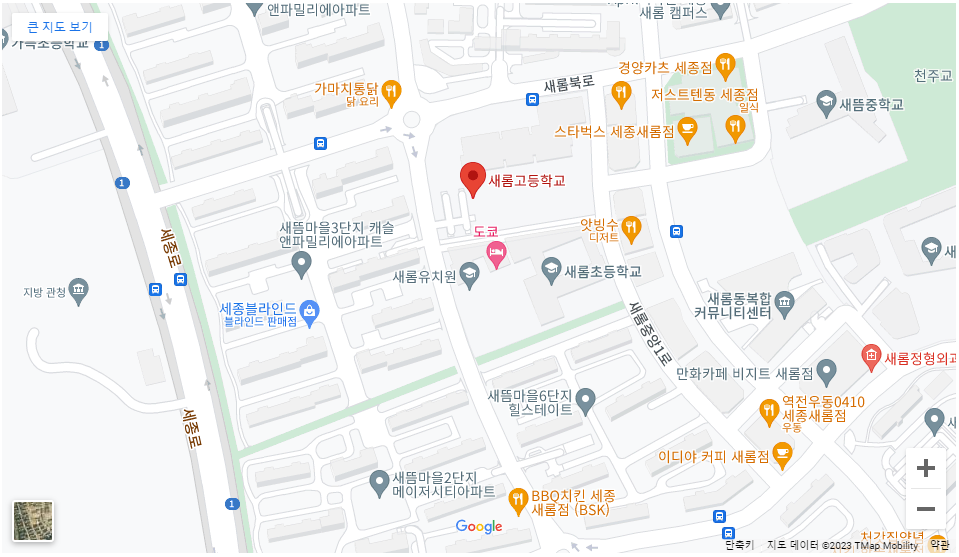 앤파밀리에아파트
새롬 캠퍼스
큰 지도 보기
가득초등학교
1
경양카츠 세종점
천주교
가마치통닭
닭 요리
새롬북로
저스트텐동 세종점
일식
새뜸중학교
스타벅스 세종새롬점
새롬고등학교
1
앗빙수
디저트
새뜸마을3단지 캐슬
앤파밀리에아파트
도쿄
세종로
새
새롬유치원
새롬초등학교
지방 관청
새롬동복합
커뮤니티센터
세종블라인드
블라인드 판매점
새롬중앙1로
새롬정형외과
만화카페 비지트 새롬점
새뜸마을6단지
힐스테이트
역전우동0410
세종새롬점
우동
세종로
새
이디야 커피 새롬점
새뜸마을2단지
메이저시티아파트
BBQ치킨 세종
새롬점 (BSK)
1
Google
처갓집양념
단축키
지도 데이터 ©2023 TMap Mobility
약관